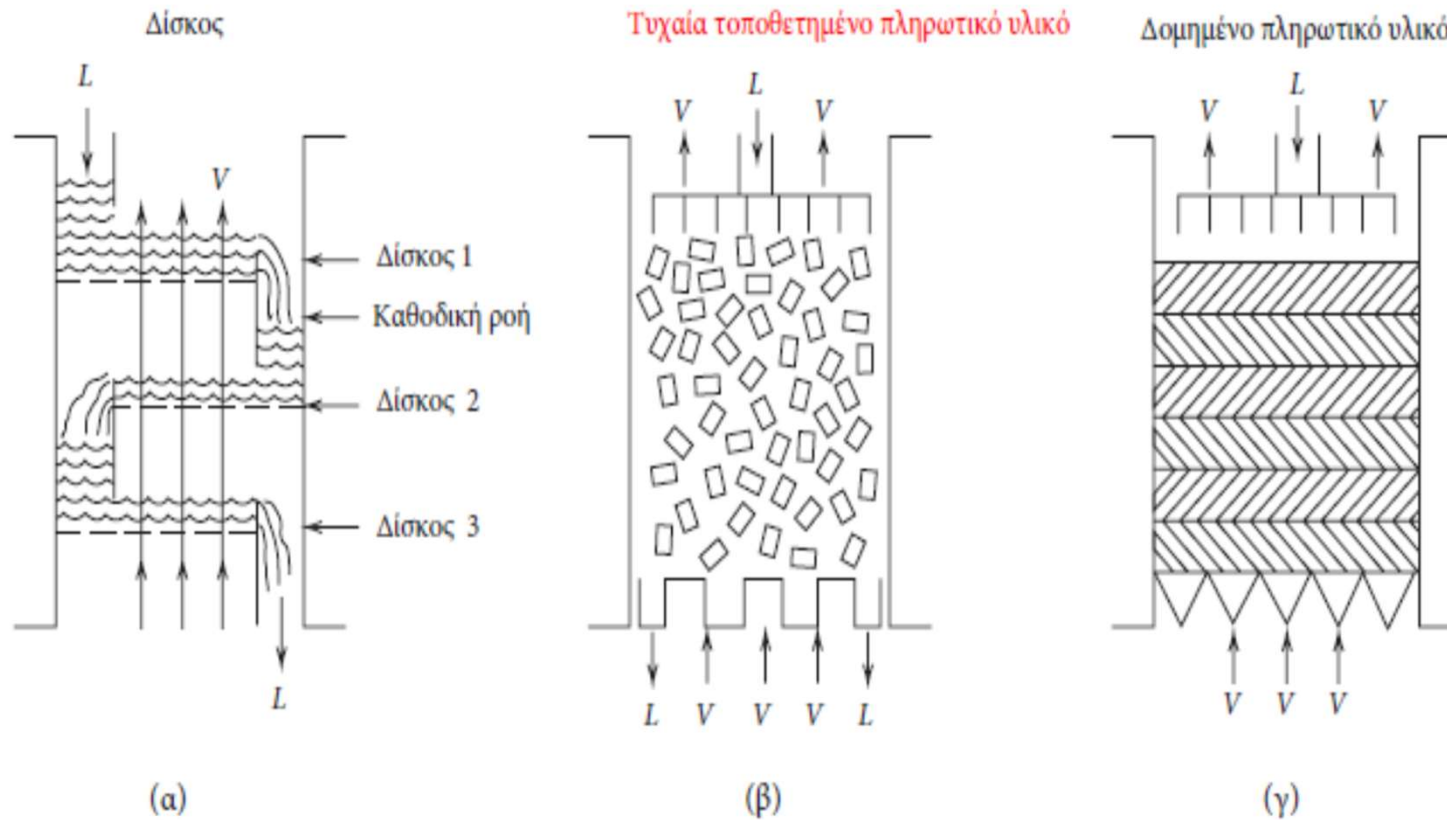 Δίσκος
Τυχαία τοποθετημένο πληρωτικό υλικό
Δομημένο πληρωτικό υλικό
L
V
Δίσκος 1
Καθοδική ροή
Δίσκος 2
Δίσκος 3
L
(α)
V
L
V
L
V
V
V
L
(β)
V
L
V
V
V
V
(γ)